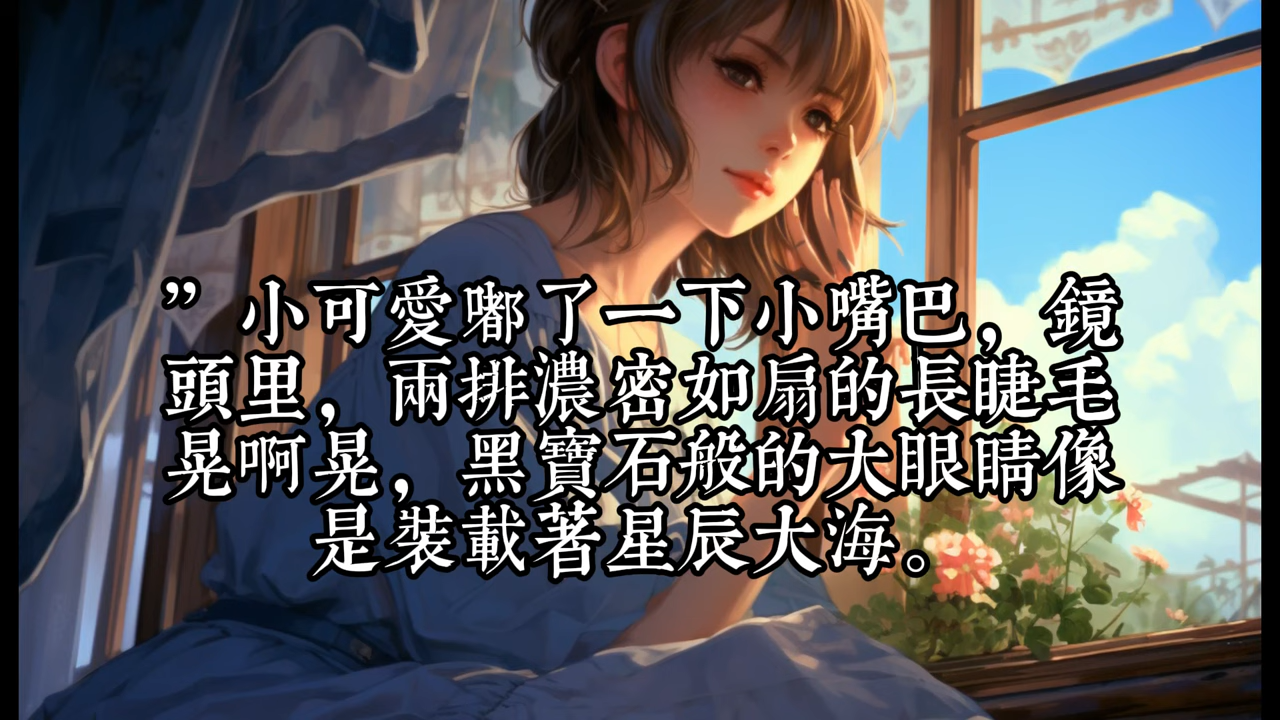 ”小可愛嘟了一下小嘴巴，鏡
頭里，兩排濃密如扇的長睫毛
晃啊晃，黑寶石般的大眼睛像
是裝載著星辰大海。